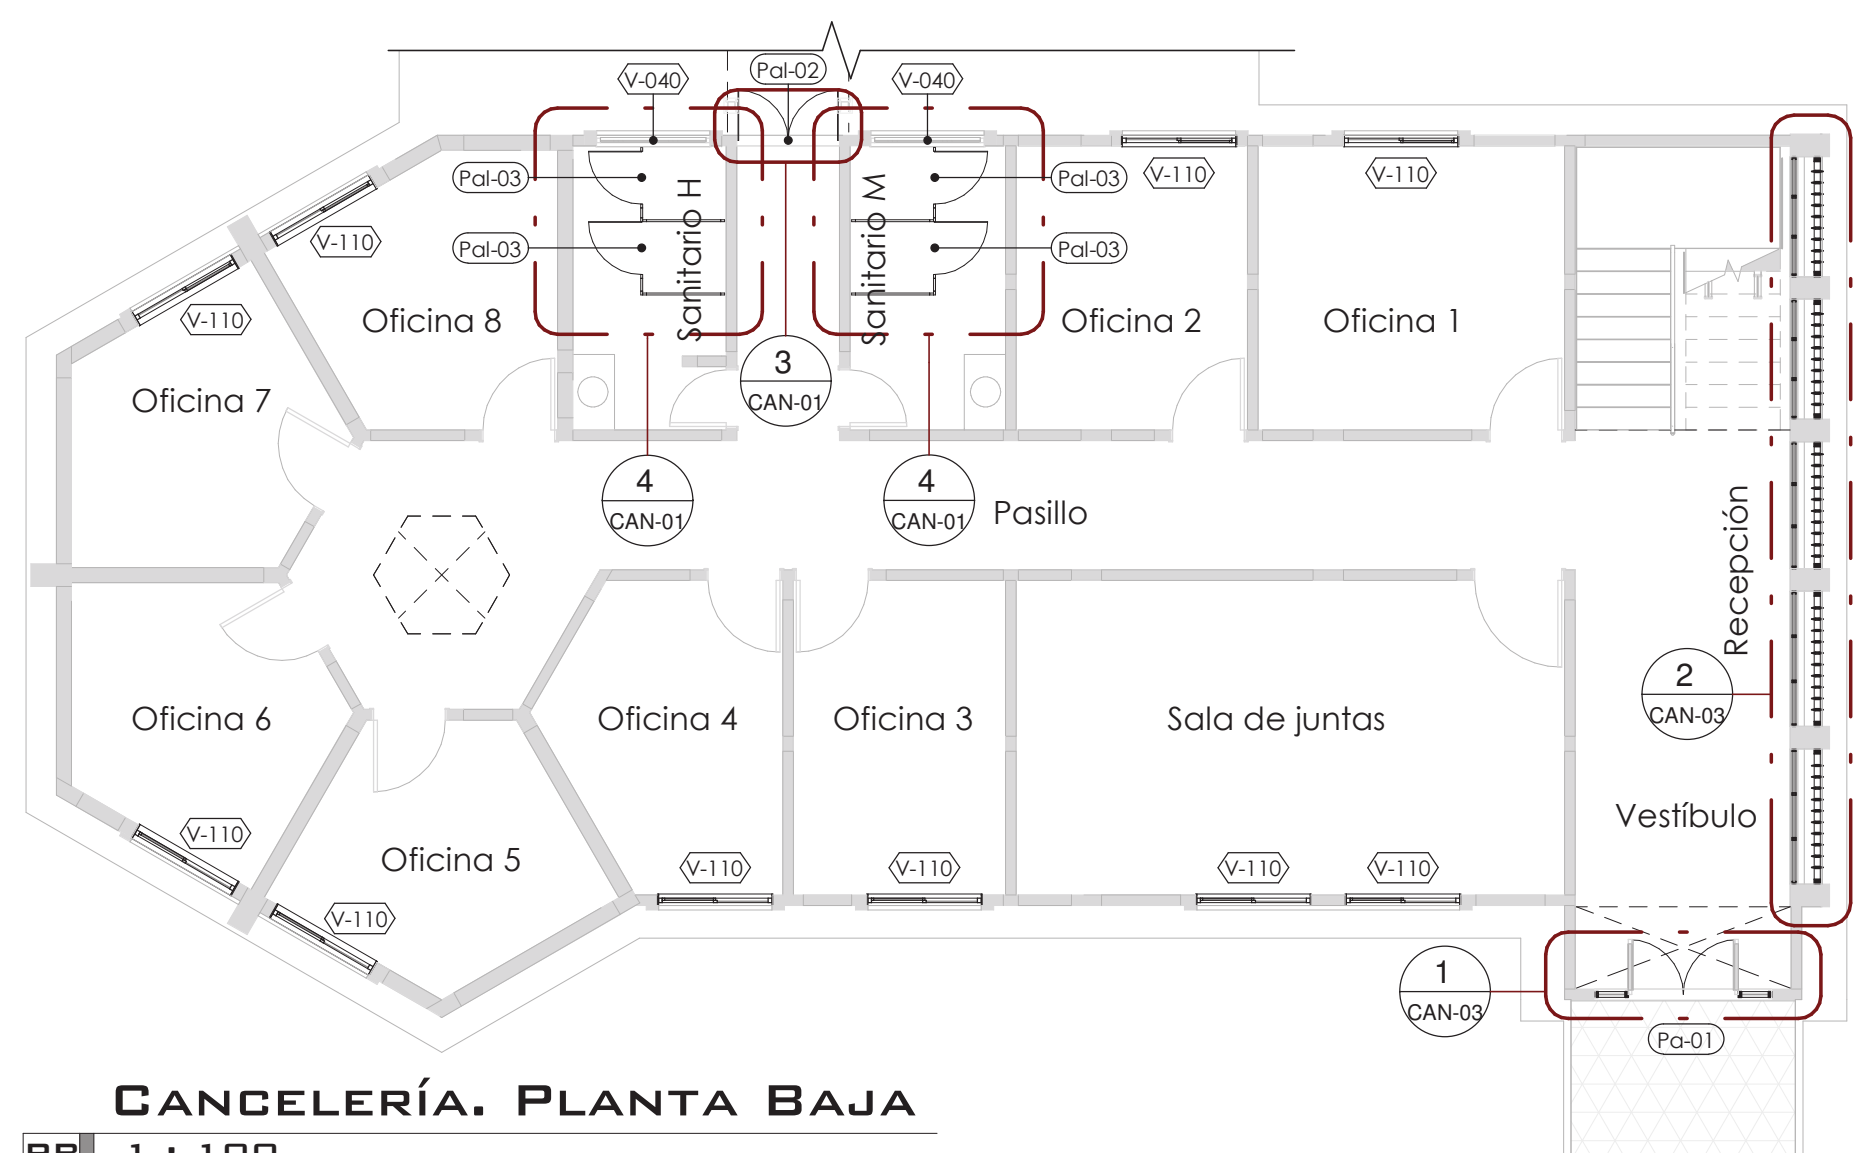 Pal-02
V-040
V-040
Pal-03
Pal-03
V-110
V-110
Pal-03
Pal-03
V-110
V-110
Sanitario H
Sanitario M
Oficina 8
Oficina 2
Oficina 1
Oficina 7
3
CAN-01
4
CAN-01
4
CAN-01
Pasillo
Recepción
2
CAN-03
Oficina 6
Oficina 4
Oficina 3
Sala de juntas
Vestíbulo
V-110
Oficina 5
V-110
V-110
V-110
V-110
V-110
1
CAN-03
Pa-01
CANCELERÍA. PLANTA BAJA
1 : 100